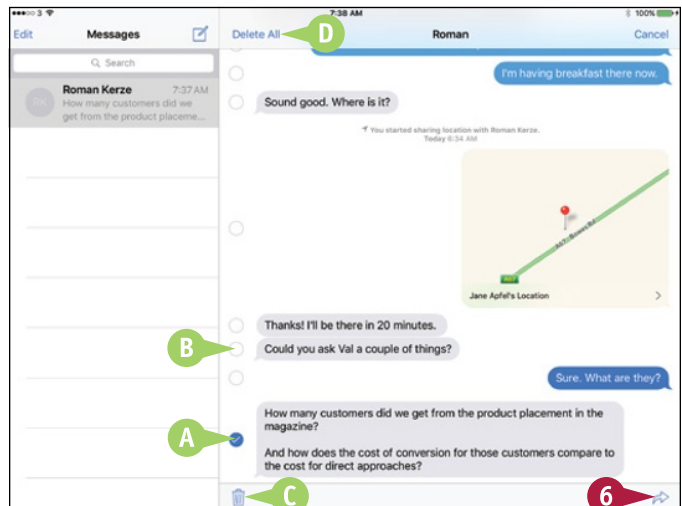 3
7:38 AM
100%
Edit
Messages
Delete All
D
Roman
Cancel
Search
I'm having breakfast there now.
RK
Roman Kerze
7:37 AM
How many customers did we
get from the product placeme...
Sound good. Where is it?
You started sharing location with Roman Kerze.
Today 6:34 AM
Jane Apfel's Location
Thanks! I'll be there in 20 minutes.
B
Could you ask Val a couple of things?
Sure. What are they?
How many customers did we get from the product placement in the
magazine?
A
And how does the cost of conversion for those customers compare to
the cost for direct approaches?
C
6